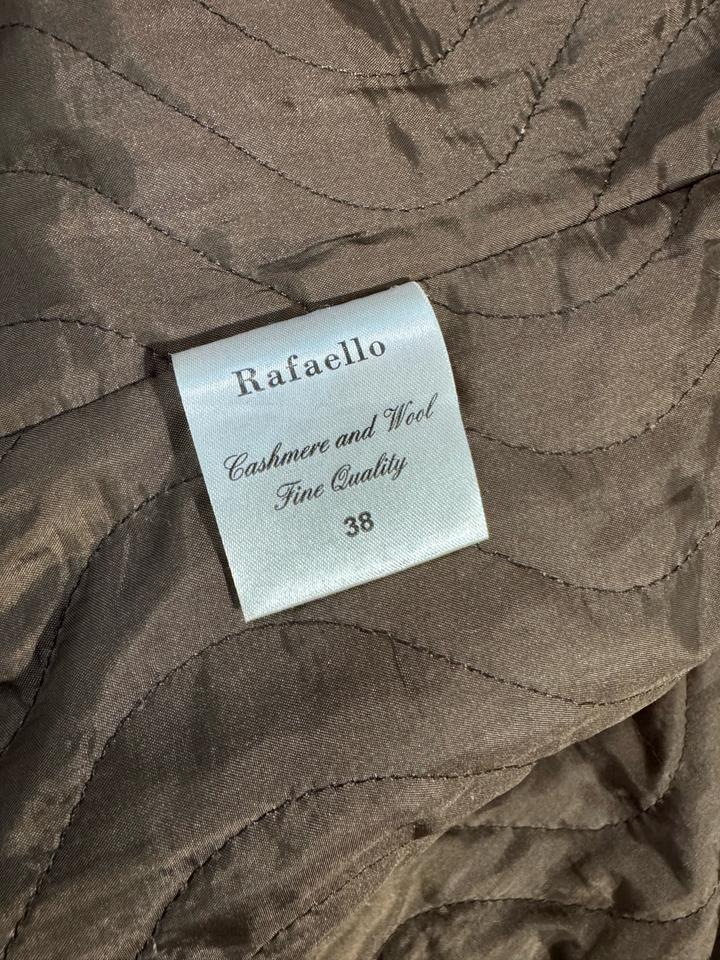 Rafaello
Cashmere and Wool
Fine Quality
38